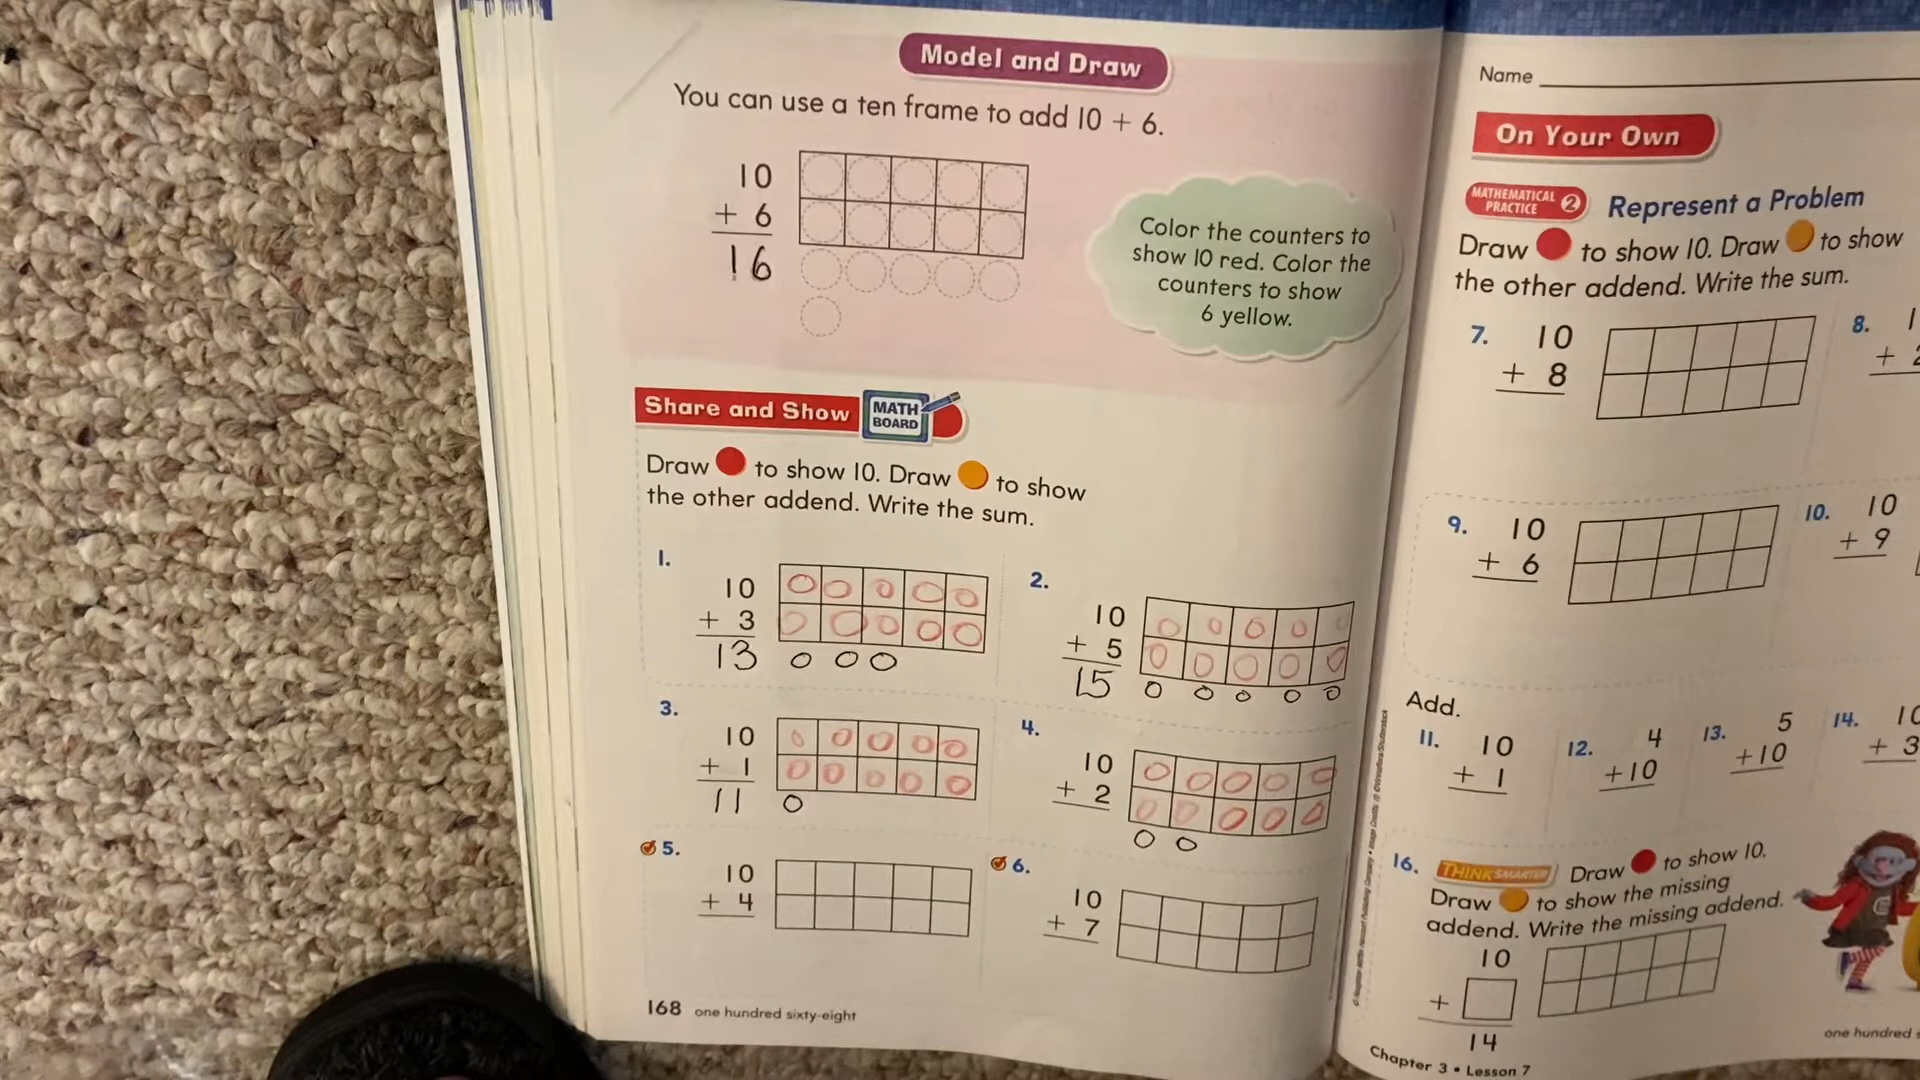 Model and Draw
You can use a ten frame to add 10 + 6.
10
+ 6
16
Color the counters to
show 10 red. Color the
counters to show
6 yellow.
Share and Show
MATH
BOARD
Draw to show 10. Draw to show
the other addend. Write the sum.
1.
10
+ 3
13
2.
10
+ 5
15
3.
10
+ 1
11
4.
10
+ 2
5.
10
+ 4
6.
10
+ 7
168 one hundred sixty-eight
Name
On Your Own
MATHEMATICAL
PRACTICE 2
Represent a Problem
Draw to show 10. Draw to show
the other addend. Write the sum.
7. 10
+ 8
8.
+ 2
9. 10
+ 6
10. 10
+ 9
Add.
11. 10
+ 1
12. 4
+10
13. 5
+10
14. 10
+ 3
16. THINK SMARTER Draw to show 10.
Draw to show the missing
addend. Write the missing addend.
10
+
14
one hundred
Chapter 3 • Lesson 7